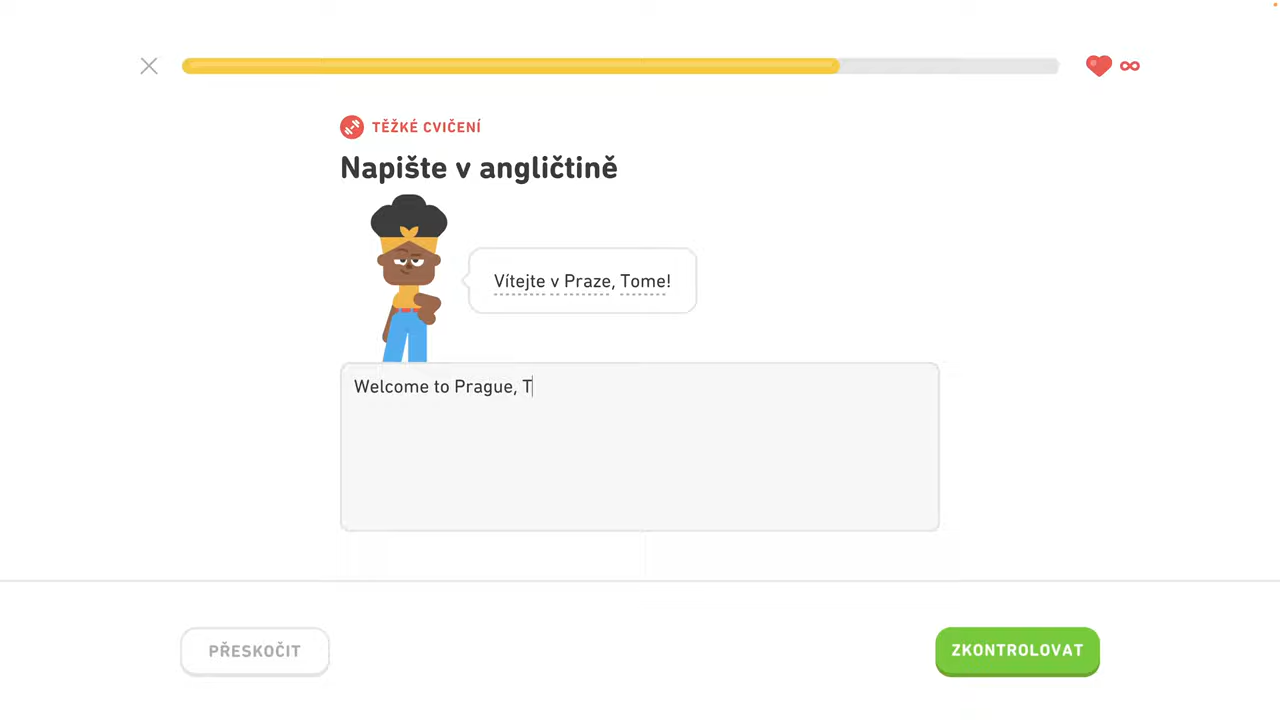 ∞
TĚŽKÉ CVIČENÍ
Napište v angličtině
Vítejte v Praze, Tome!
Welcome to Prague, T
PŘESKOČIT
ZKONTROLOVAT